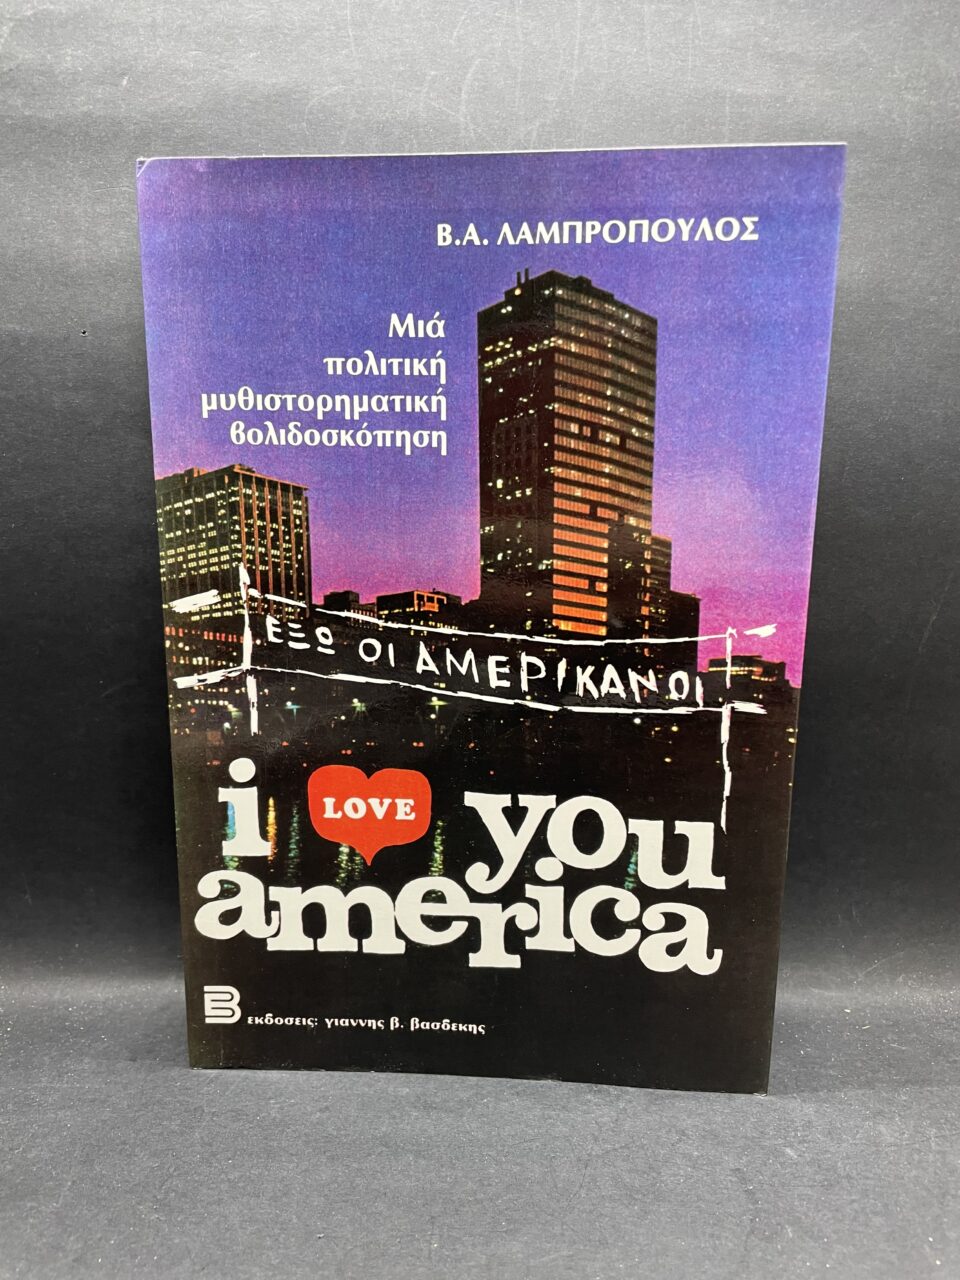 Β.Α. ΛΑΜΠΡΟΠΟΥΛΟΣ
Μιά
πολιτική
μυθιστορηματική
βολιδοσκόπηση
ΕΞΩ ΟΙ ΑΜΕΡΙΚΑΝΟΙ
i LOVE you
america
Β εκδοσεις: γιαννης β. βασδεκης